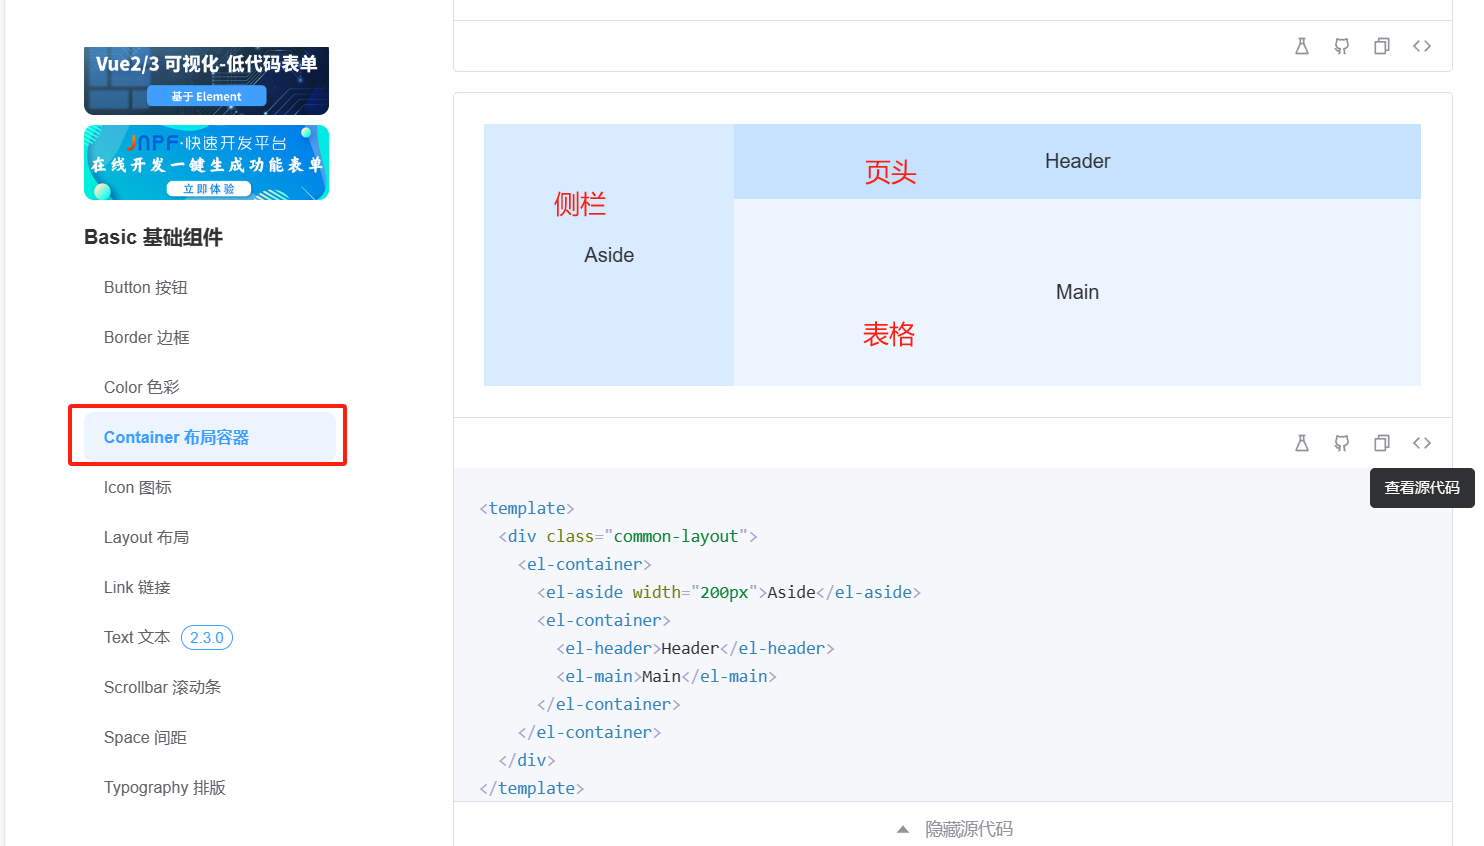 Vue2/3 可视化-低代码表单
基于 Element
JNPF·快速开发平台
在线开发一键生成功能表单
立即体验
Basic 基础组件
Button 按钮
Border 边框
Color 色彩
Container 布局容器
Icon 图标
Layout 布局
Link 链接
Text 文本 2.3.0
Scrollbar 滚动条
Space 间距
Typography 排版
页头
Header
侧栏
Aside
Main
表格
查看源代码
<template>
  <div class="common-layout">
    <el-container>
      <el-aside width="200px">Aside</el-aside>
      <el-container>
        <el-header>Header</el-header>
        <el-main>Main</el-main>
      </el-container>
    </el-container>
  </div>
</template>
隐藏源代码